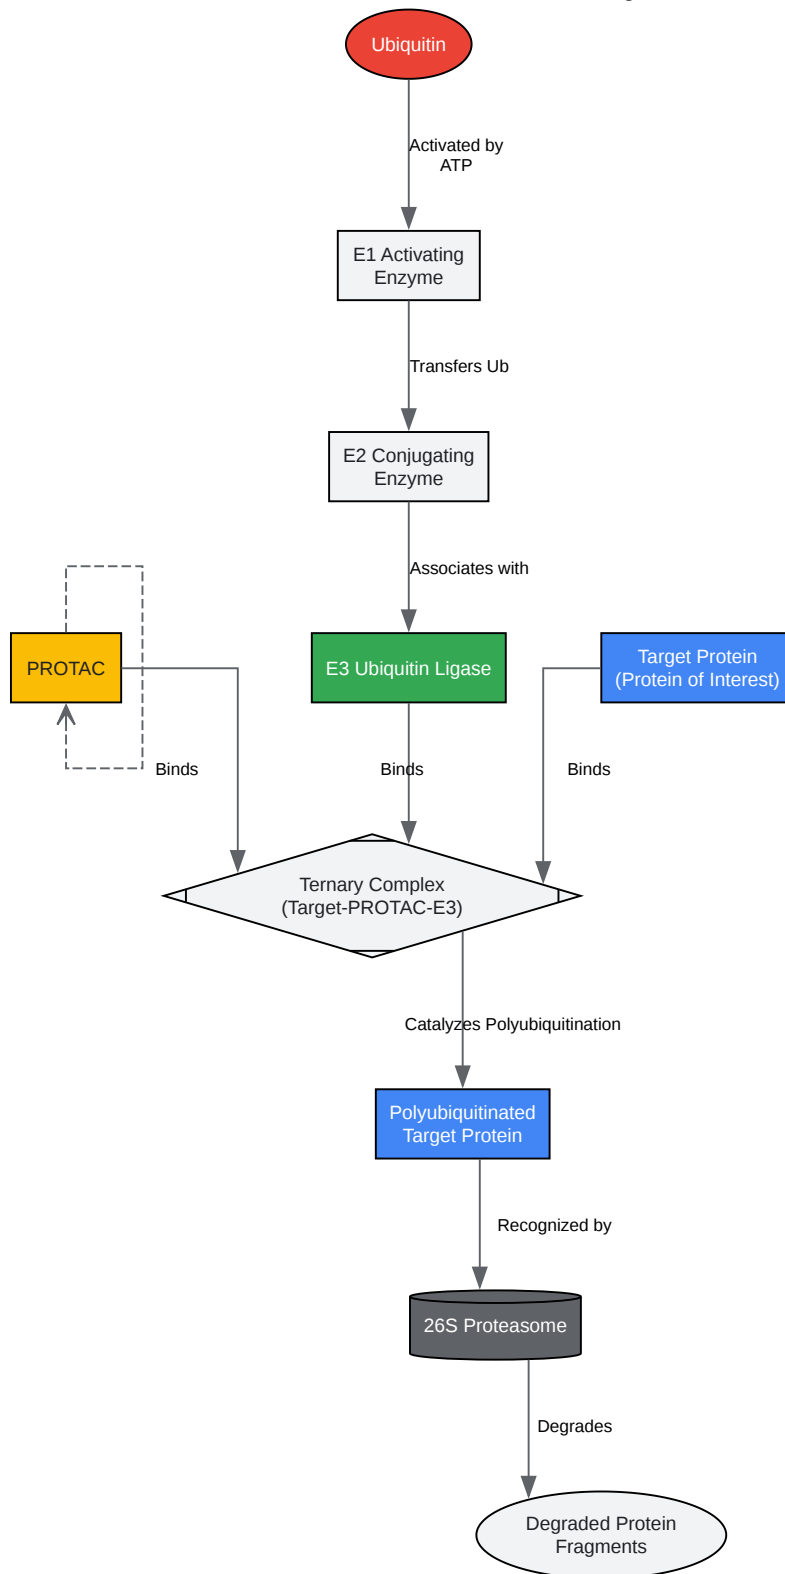 Ubiquitin
Activated by
ATP
E1 Activating
Enzyme
Transfers Ub
E2 Conjugating
Enzyme
Associates with
PROTAC
E3 Ubiquitin Ligase
Target Protein
(Protein of Interest)
Binds
Binds
Binds
Ternary Complex
(Target-PROTAC-E3)
Catalyzes Polyubiquitination
Polyubiquitinated
Target Protein
Recognized by
26S Proteasome
Degrades
Degraded Protein
Fragments